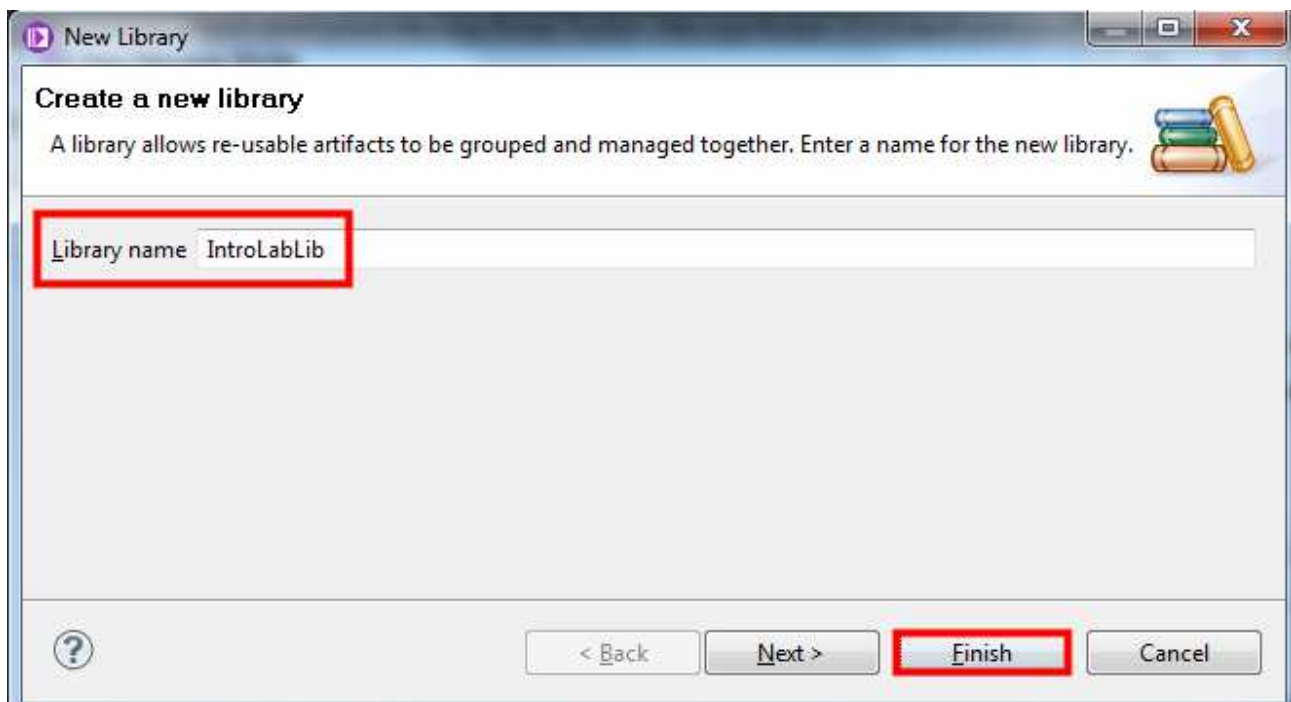 New Library
Create a new library
A library allows re-usable artifacts to be grouped and managed together. Enter a name for the new library.
Library name IntroLabLib
? < Back Next > Finish Cancel